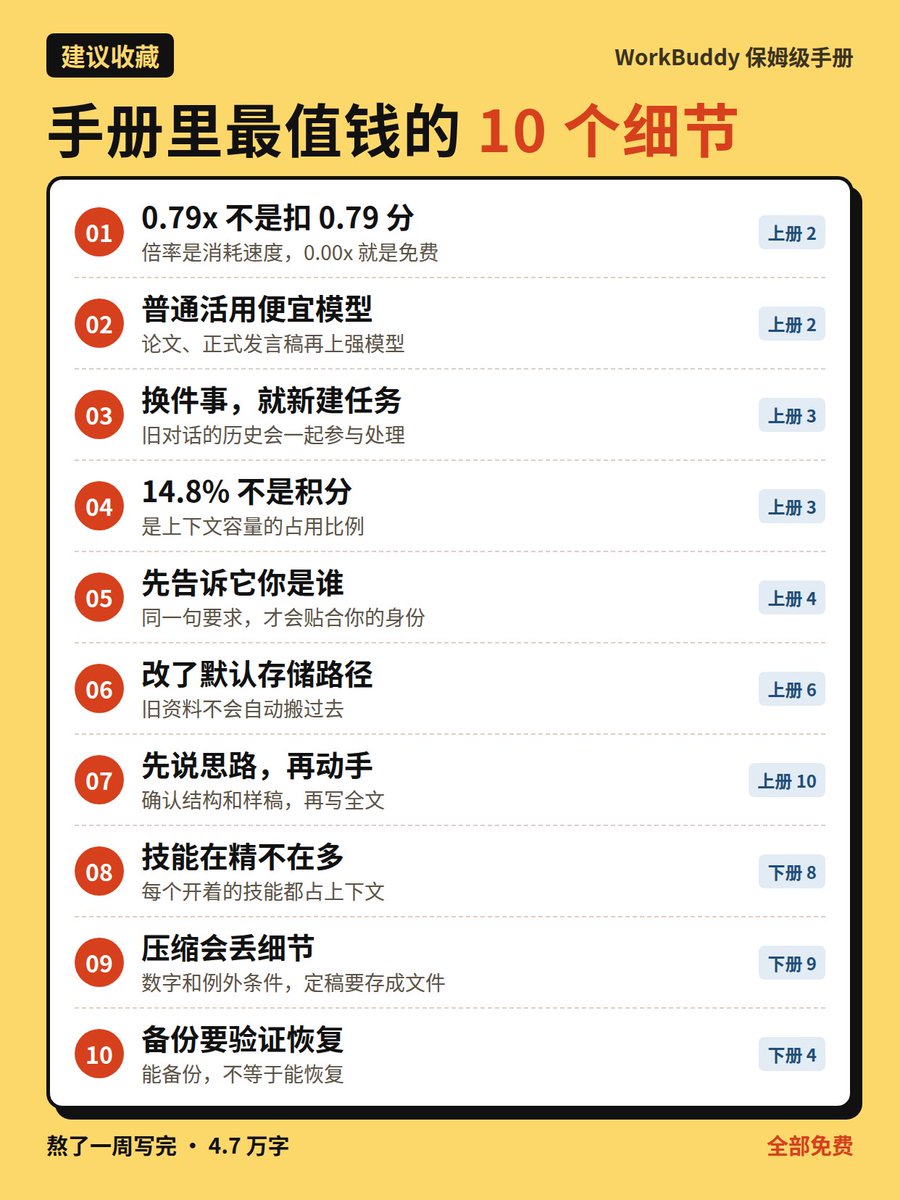 建议收藏
WorkBuddy 保姆级手册
手册里最值钱的 10 个细节
01
0.79x 不是扣 0.79 分
倍率是消耗速度，0.00x 就是免费
上册 2
02
普通活用便宜模型
论文、正式发言稿再上强模型
上册 2
03
换件事，就新建任务
旧对话的历史会一起参与处理
上册 3
04
14.8% 不是积分
是上下文容量的占用比例
上册 3
05
先告诉它你是谁
同一句要求，才会贴合你的身份
上册 4
06
改了默认存储路径
旧资料不会自动搬过去
上册 6
07
先说思路，再动手
确认结构和样稿，再写全文
上册 10
08
技能在精不在多
每个开着的技能都占上下文
下册 8
09
压缩会丢细节
数字和例外条件，定稿要存成文件
下册 9
10
备份要验证恢复
能备份，不等于能恢复
下册 4
熬了一周写完 · 4.7 万字
全部免费